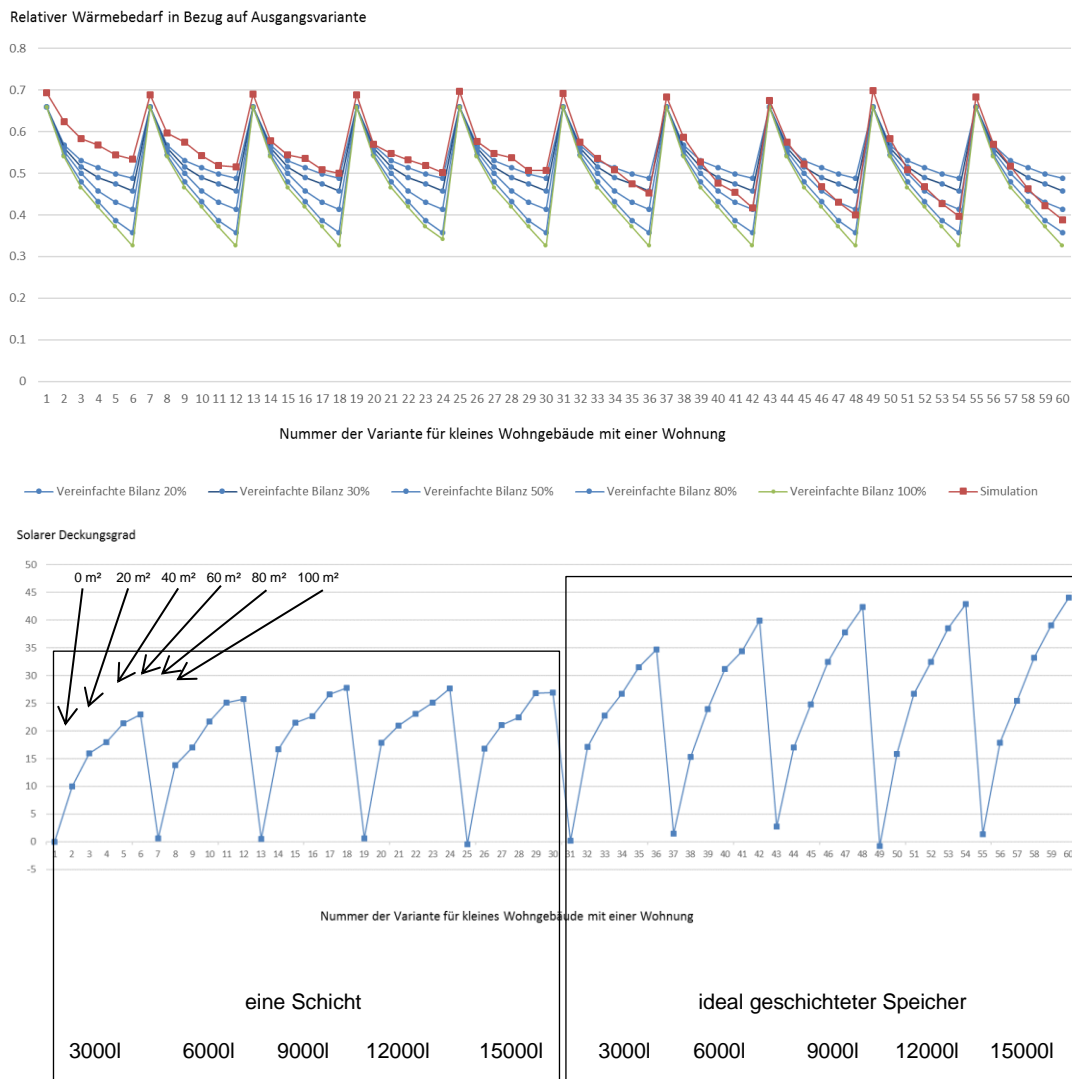 Relativer Wärmebedarf in Bezug auf Ausgangsvariante
0.8
0.7
0.6
0.5
0.4
0.3
0.2
0.1
0
1 2 3 4 5 6 7 8 9 10 11 12 13 14 15 16 17 18 19 20 21 22 23 24 25 26 27 28 29 30 31 32 33 34 35 36 37 38 39 40 41 42 43 44 45 46 47 48 49 50 51 52 53 54 55 56 57 58 59 60
Nummer der Variante für kleines Wohngebäude mit einer Wohnung
Vereinfachte Bilanz 20% Vereinfachte Bilanz 30% Vereinfachte Bilanz 50% Vereinfachte Bilanz 80% Vereinfachte Bilanz 100% Simulation
Solarer Deckungsgrad
50
0 m² 20 m² 40 m² 60 m² 80 m² 100 m²
45
40
35
30
25
20
15
10
5
0
1 2 3 4 5 6 7 8 9 10 11 12 13 14 15 16 17 18 19 20 21 22 23 24 25 26 27 28 29 30 31 32 33 34 35 36 37 38 39 40 41 42 43 44 45 46 47 48 49 50 51 52 53 54 55 56 57 58 59 60
-5
Nummer der Variante für kleines Wohngebäude mit einer Wohnung
eine Schicht ideal geschichteter Speicher
3000l 6000l 9000l 12000l 15000l 3000l 6000l 9000l 12000l 15000l